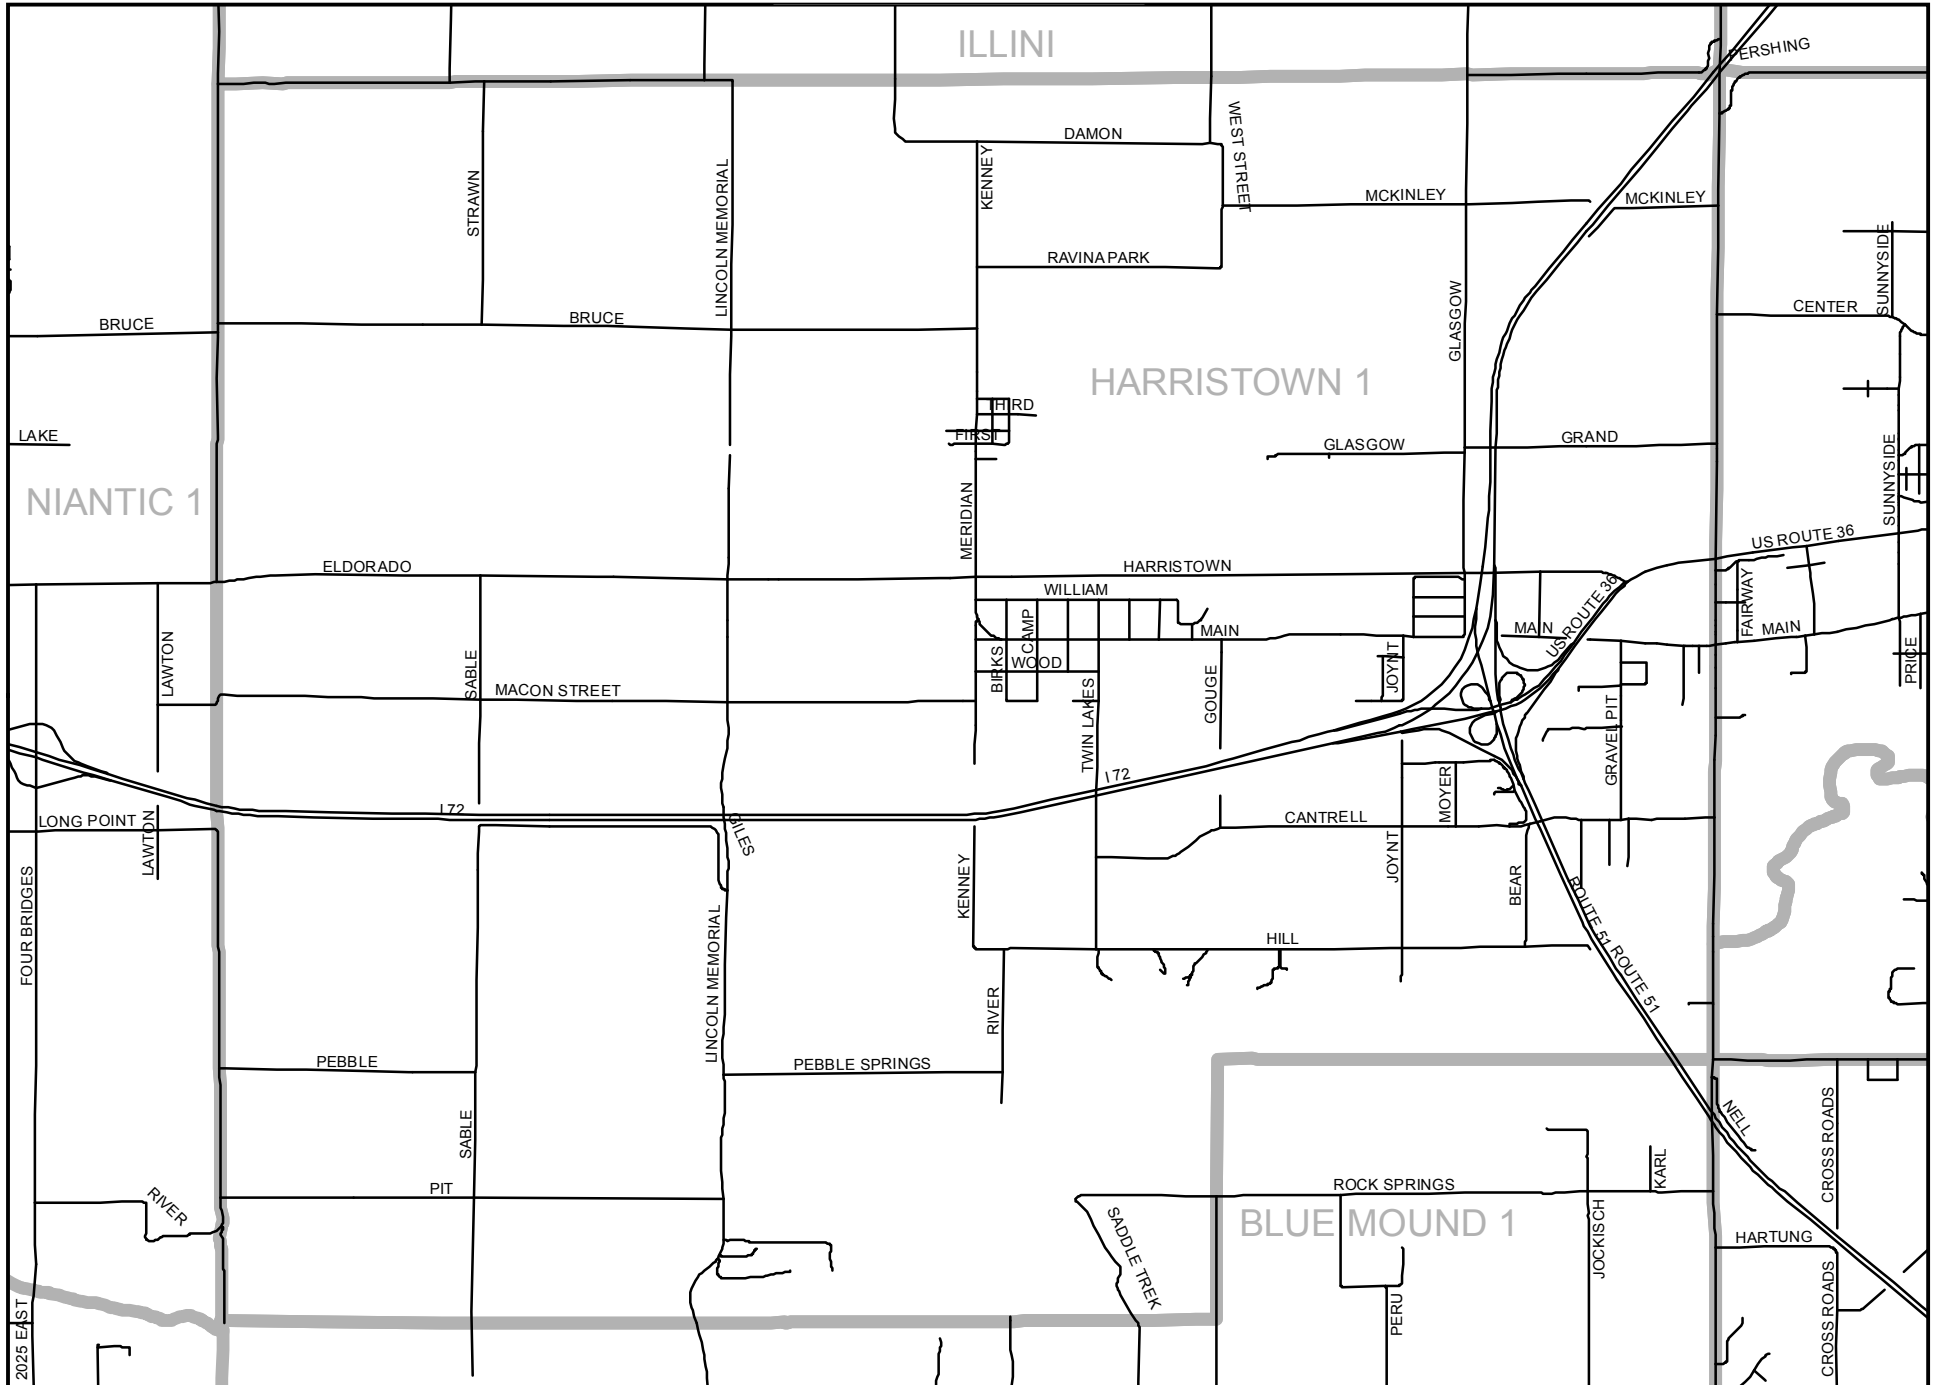 ILLINI
PERSHING
DAMON
WEST STREET
KENNEY
STRAWN
LINCOLN MEMORIAL
MCKINLEY
MCKINLEY
RAVINA PARK
SUNNYSIDE
GLASGOW
CENTER
BRUCE
BRUCE
HARRISTOWN 1
THIRD
FIRST
LAKE
GLASGOW
GRAND
SUNNYSIDE
NIANTIC 1
MERIDIAN
US ROUTE 36
ELDORADO
HARRISTOWN
WILLIAM
CAMP
MAIN
MAIN
US ROUTE 36
FAIRWAY
MAIN
LAWTON
SABLE
BIRKS
WOOD
JOYNT
PRICE
MACON STREET
TWIN LAKES
GOUGE
GRAVEL PIT
I 72
I 72
MOYER
LONG POINT
LAWTON
GILES
CANTRELL
FOUR BRIDGES
KENNEY
JOYNT
BEAR
ROUTE 51
ROUTE 51
LINCOLN MEMORIAL
HILL
RIVER
PEBBLE
PEBBLE SPRINGS
SABLE
NELL
CROSS ROADS
RIVER
PIT
ROCK SPRINGS
KARL
SADDLE TREK
BLUE MOUND 1
JOCKISCH
HARTUNG
2025 EAST
PERU
CROSS ROADS